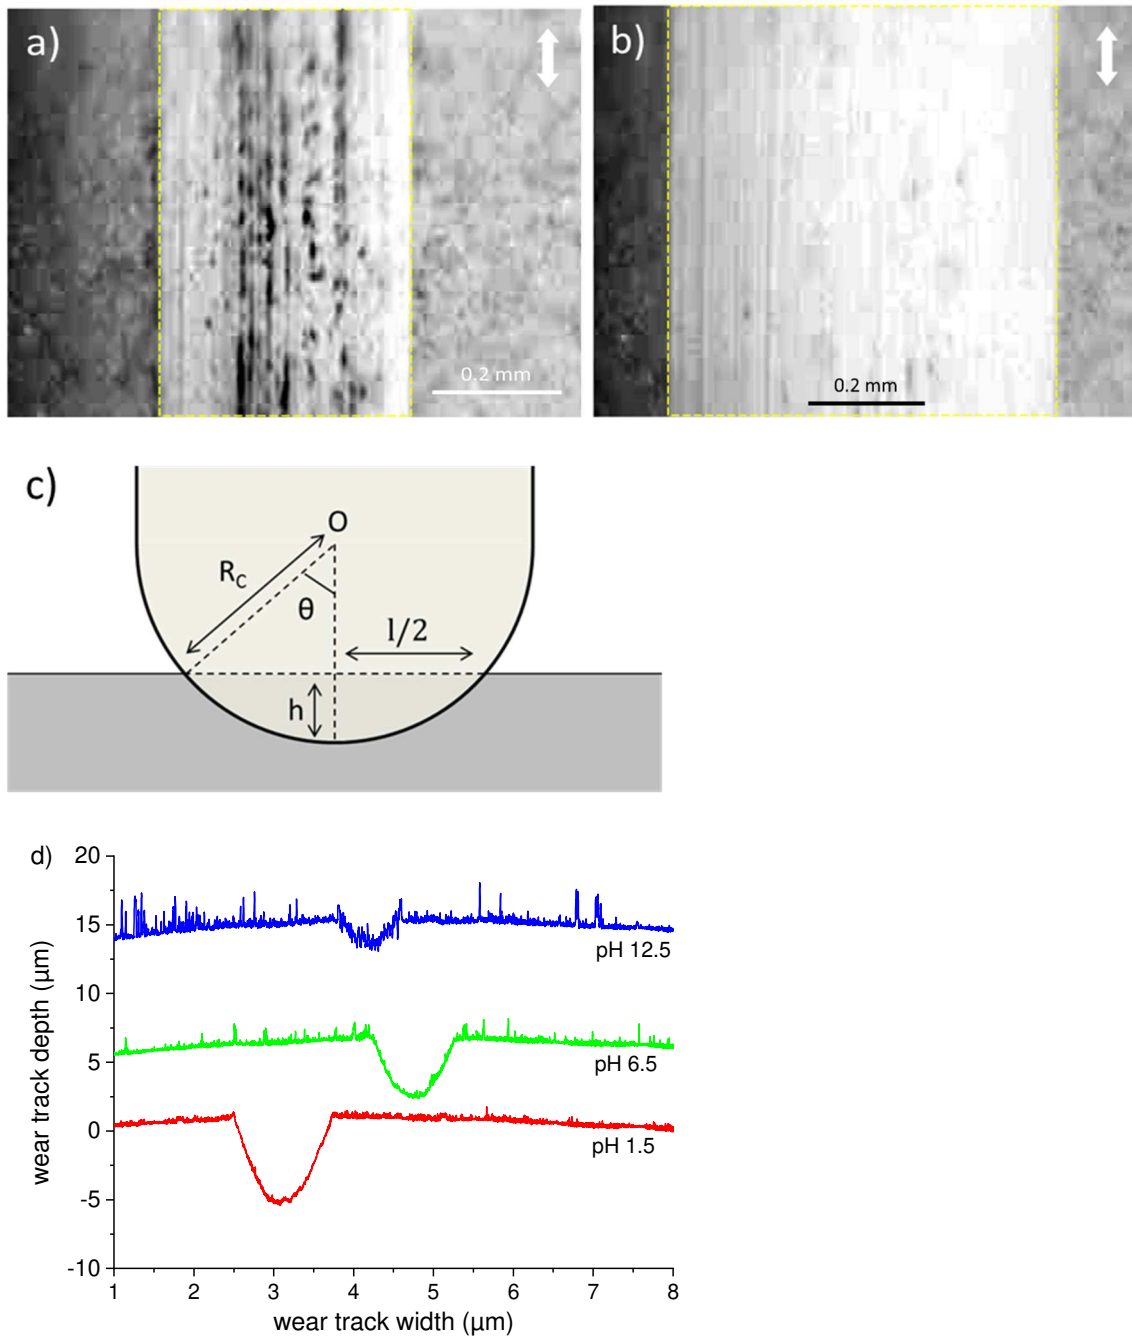 a)
0.2 mm
b)
0.2 mm
c)
O
R_C
θ
l/2
h
d)
20
15
10
5
0
-5
-10
pH 12.5
pH 6.5
pH 1.5
wear track depth (μm)
1 2 3 4 5 6 7 8
wear track width (μm)